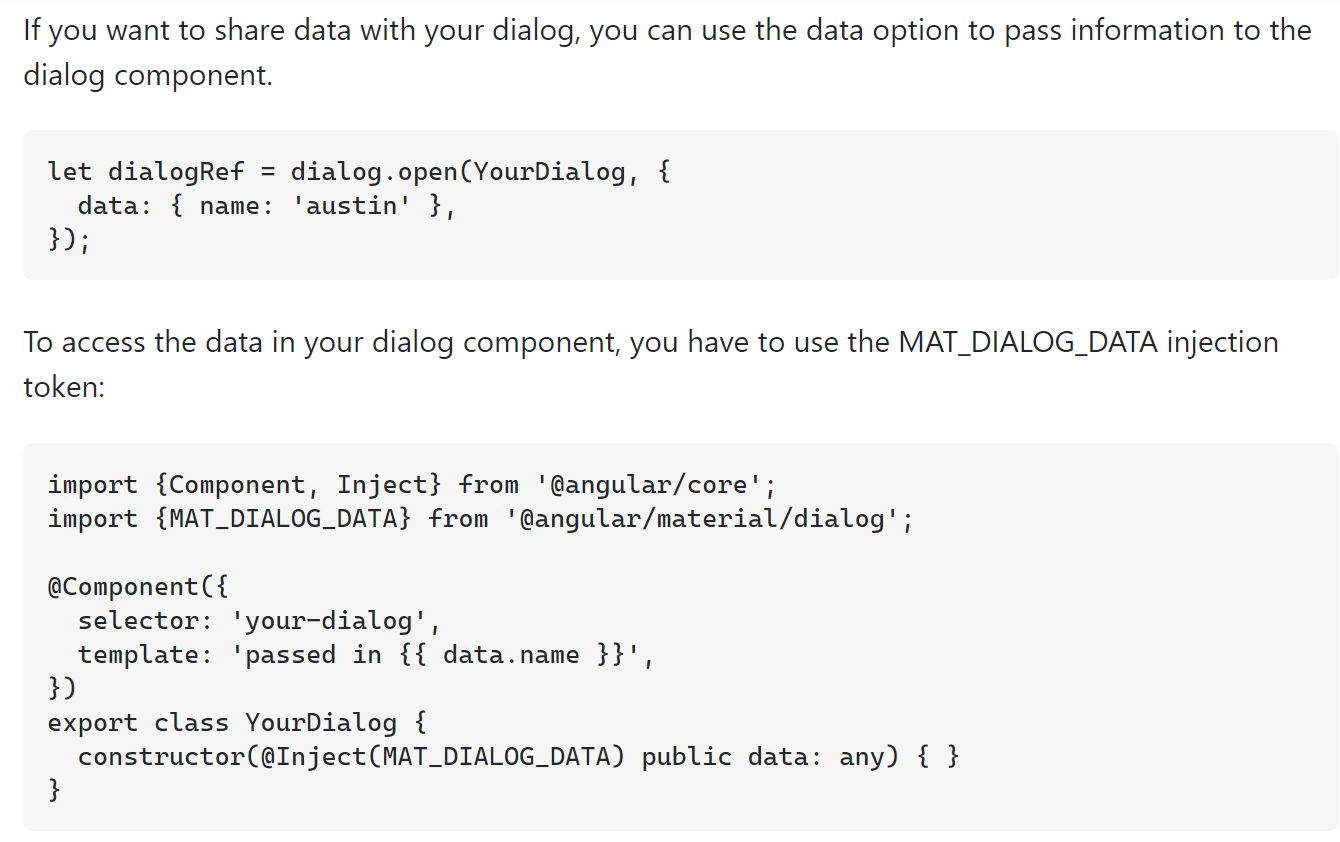 If you want to share data with your dialog, you can use the data option to pass information to the
dialog component.
let dialogRef = dialog.open(YourDialog, {
  data: { name: 'austin' },
});
To access the data in your dialog component, you have to use the MAT_DIALOG_DATA injection
token:
import {Component, Inject} from '@angular/core';
import {MAT_DIALOG_DATA} from '@angular/material/dialog';
@Component({
  selector: 'your-dialog',
  template: 'passed in {{ data.name }}',
})
export class YourDialog {
  constructor(@Inject(MAT_DIALOG_DATA) public data: any) { }
}